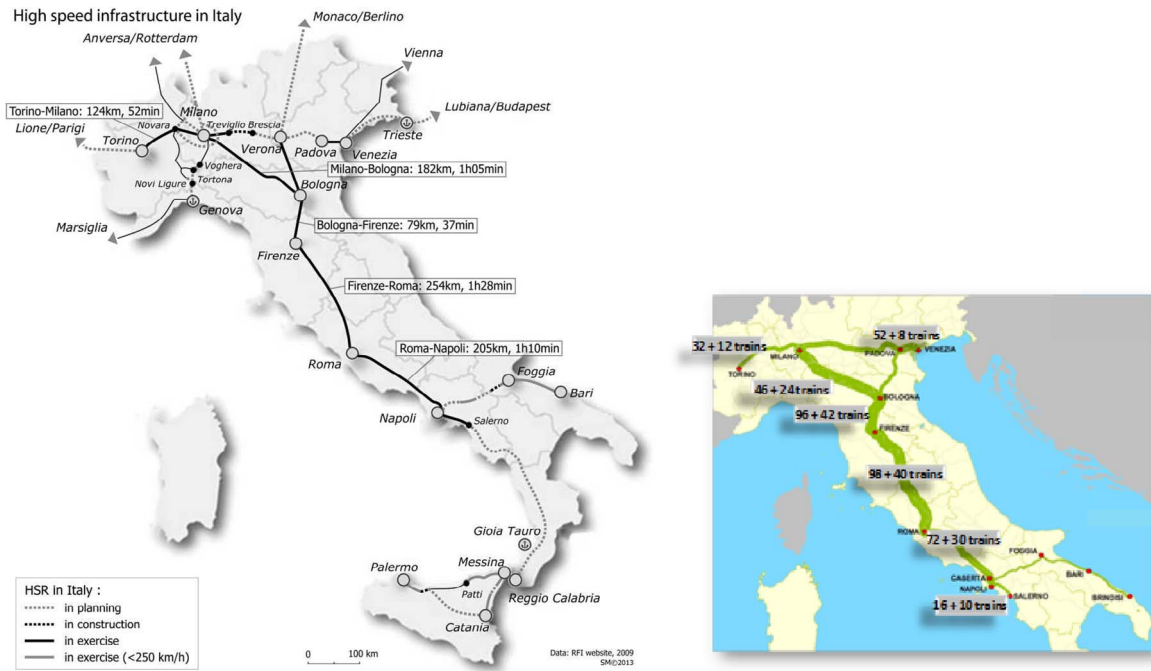 High speed infrastructure in Italy
Monaco/Berlino
Anversa/Rotterdam
Vienna
Torino-Milano: 124km, 52min
Milano
Lubiana/Budapest
Novara
Treviglio Brescia
Lione/Parigi
Trieste
Torino
Verona
Padova
Venezia
Voghera
Milano-Bologna: 182km, 1h05min
Novi Ligure
Tortona
Bologna
Genova
Marsiglia
Bologna-Firenze: 79km, 37min
Firenze
Firenze-Roma: 254km, 1h28min
Roma-Napoli: 205km, 1h10min
Roma
Foggia
Bari
Napoli
Salerno
Gioia Tauro
Messina
Palermo
Patti
Reggio Calabria
Catania
HSR in Italy :
in planning
in construction
in exercise
in exercise (<250 km/h)
0 100 km
Data: RFI website, 2009
SM©2013
52+8 trains
32+12 trains
MILANO
PADOVA
VENEZIA
TORINO
46+24 trains
BOLOGNA
96+42 trains
FIRENZE
98+40 trains
ROMA
72+30 trains
FOGGIA
CASERTA
BARI
NAPOLI
SALERNO
BRINDISI
16+10 trains